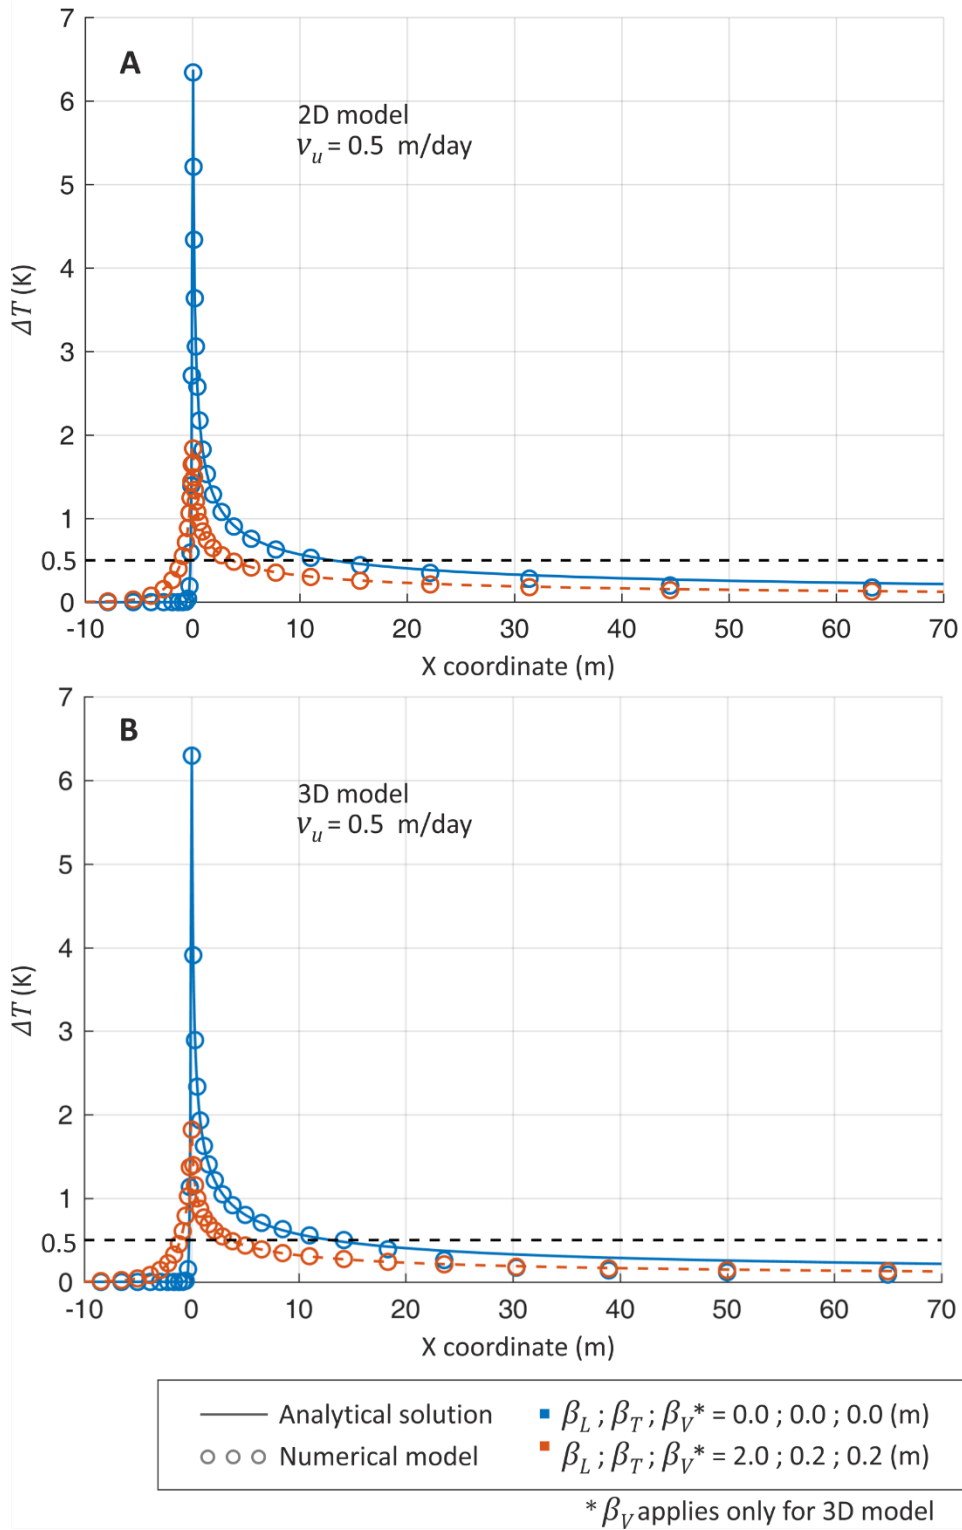 7
A
6
2D model
v_u = 0.5 m/day
5
4
ΔT (K)
3
2
1
0.5
0
-10 0 10 20 30 40 50 60 70
X coordinate (m)
7
B
6
3D model
v_u = 0.5 m/day
5
4
ΔT (K)
3
2
1
0.5
0
-10 0 10 20 30 40 50 60 70
X coordinate (m)
Analytical solution β_L ; β_T ; β_V* = 0.0 ; 0.0 ; 0.0 (m)
Numerical model β_L ; β_T ; β_V* = 2.0 ; 0.2 ; 0.2 (m)
* β_V applies only for 3D model